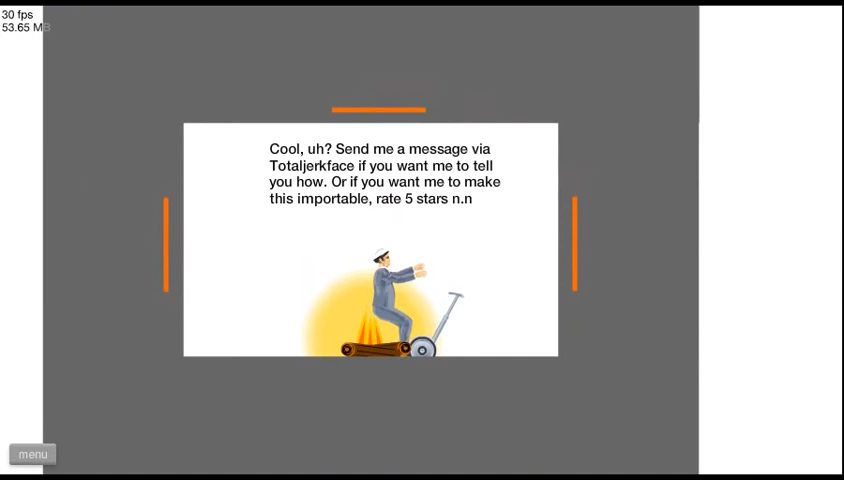 30 fps
53.65 MB
Cool, uh? Send me a message via
Totaljerkface if you want me to tell
you how. Or if you want me to make
this importable, rate 5 stars n.n
menu